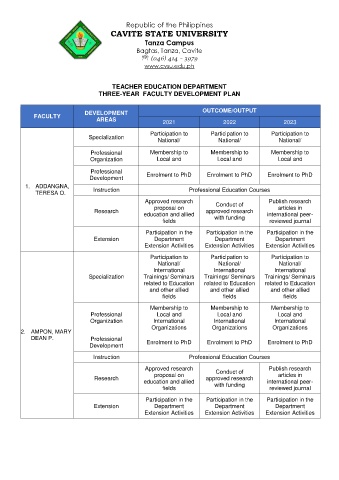 Republic of the Philippines
CAVITE STATE UNIVERSITY
Tanza Campus
Bagtas, Tanza, Cavite
(046) 414 - 3979
www.cvsu.edu.ph
TEACHER EDUCATION DEPARTMENT
THREE-YEAR FACULTY DEVELOPMENT PLAN
FACULTY
DEVELOPMENT
AREAS
OUTCOME/OUTPUT
2021 2022 2023
1. ADDANGNA,
TERESA D.
Specialization
Participation to
National/
Participation to
National/
Participation to
National/
Professional
Organization
Membership to
Local and
Membership to
Local and
Membership to
Local and
Professional
Development
Enrolment to PhD
Enrolment to PhD
Enrolment to PhD
Instruction
Professional Education Courses
Research
Approved research
proposal on
education and allied
fields
Conduct of
approved research
with funding
Publish research
articles in
international peer-
reviewed journal
Extension
Participation in the
Department
Extension Activities
Participation in the
Department
Extension Activities
Participation in the
Department
Extension Activities
2. AMPON, MARY
DEAN P.
Specialization
Participation to
National/
International
Trainings/ Seminars
related to Education
and other allied
fields
Participation to
National/
International
Trainings/ Seminars
related to Education
and other allied
fields
Participation to
National/
International
Trainings/ Seminars
related to Education
and other allied
fields
Professional
Organization
Membership to
Local and
International
Organizations
Membership to
Local and
International
Organizations
Membership to
Local and
International
Organizations
Professional
Development
Enrolment to PhD
Enrolment to PhD
Enrolment to PhD
Instruction
Professional Education Courses
Research
Approved research
proposal on
education and allied
fields
Conduct of
approved research
with funding
Publish research
articles in
international peer-
reviewed journal
Extension
Participation in the
Department
Extension Activities
Participation in the
Department
Extension Activities
Participation in the
Department
Extension Activities